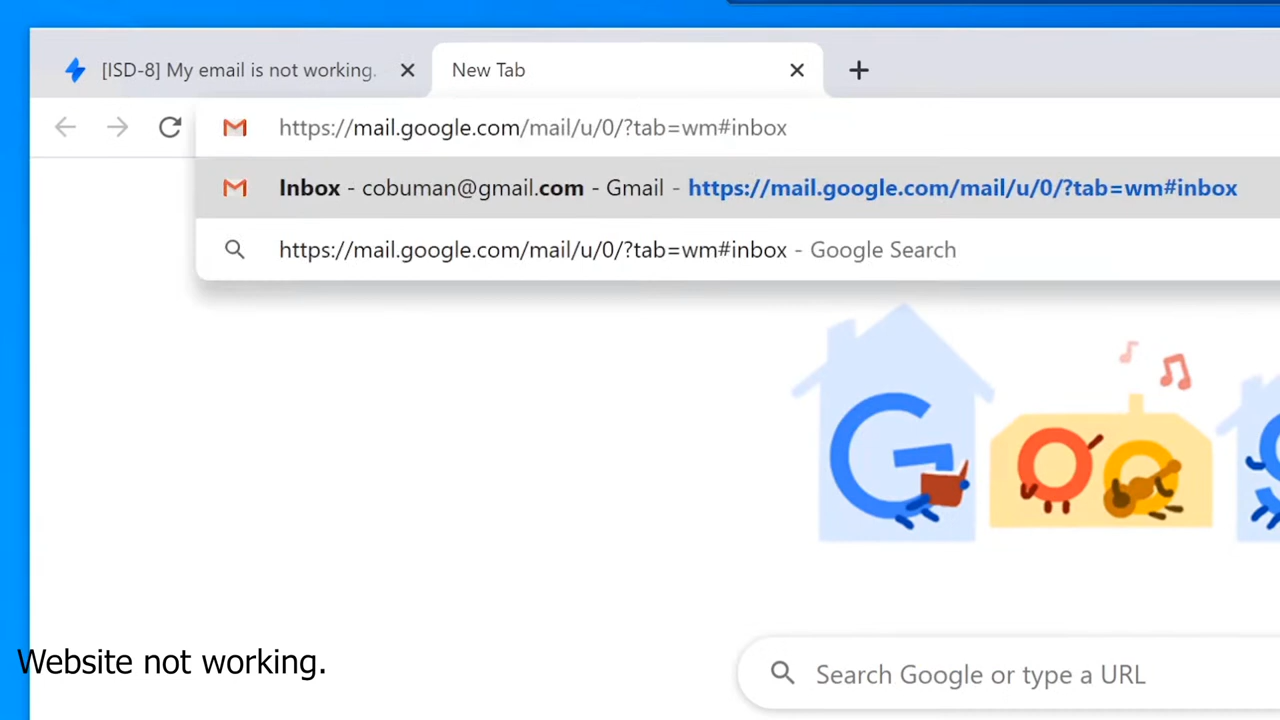 [ISD-8] My email is not working.
New Tab
https://mail.google.com/mail/u/0/?tab=wm#inbox
Inbox - cobuman@gmail.com - Gmail - https://mail.google.com/mail/u/0/?tab=wm#inbox
https://mail.google.com/mail/u/0/?tab=wm#inbox - Google Search
G o o g
Search Google or type a URL
Website not working.